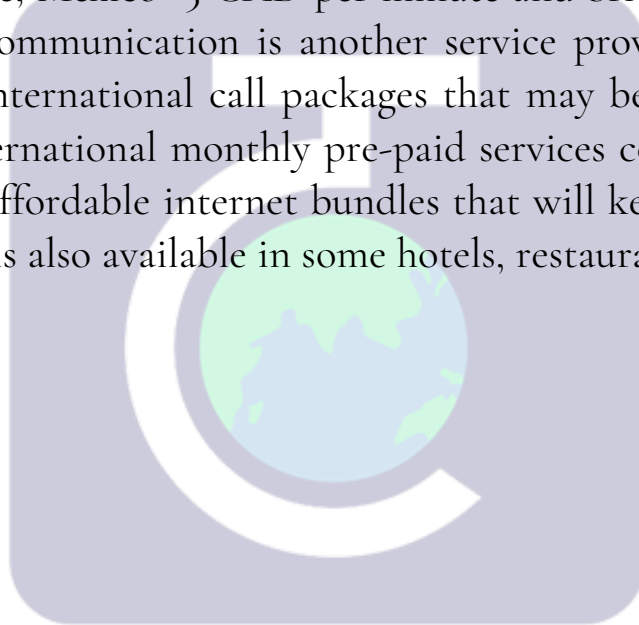 per minute and
ommunication is another service prov
nternational call packages that may be
ernational monthly pre-paid services c
ffordable internet bundles that will ke
s also available in some hotels, restaura